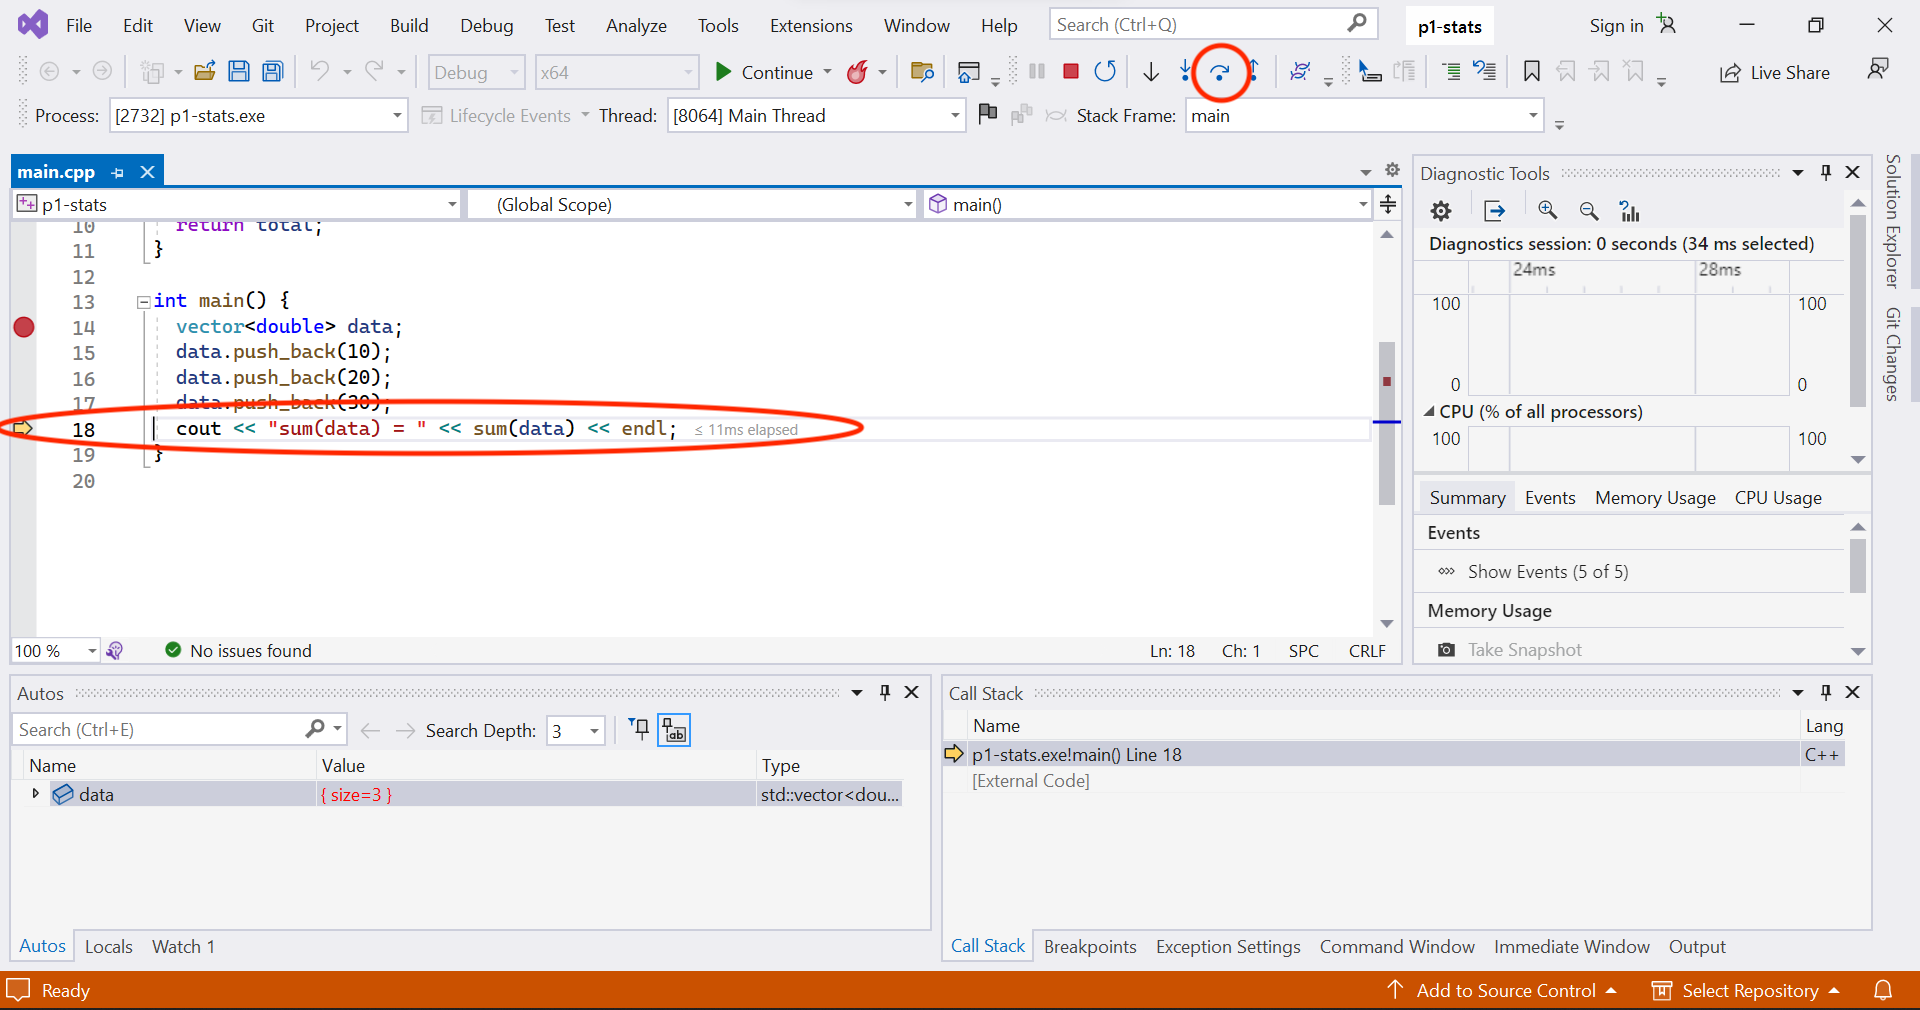 File Edit View Git Project Build Debug Test Analyze Tools Extensions Window Help Search (Ctrl+Q) p1-stats Sign in
Debug x64 Continue Live Share
Process: [2732] p1-stats.exe Lifecycle Events Thread: [8064] Main Thread Stack Frame: main
main.cpp
p1-stats (Global Scope) main()
10 return total;
11 }
12
13 int main() {
14 vector<double> data;
15 data.push_back(10);
16 data.push_back(20);
17 data.push_back(30);
18 cout << "sum(data) = " << sum(data) << endl; ≤ 11ms elapsed
19 }
20
100 % No issues found Ln: 18 Ch: 1 SPC CRLF
Diagnostic Tools
Diagnostics session: 0 seconds (34 ms selected)
24ms 28ms
100 100
0 0
CPU (% of all processors)
100 100
Summary Events Memory Usage CPU Usage
Events
Show Events (5 of 5)
Memory Usage
Take Snapshot
Solution Explorer
Git Changes
Autos
Search (Ctrl+E) Search Depth: 3
Name Value Type
data { size=3 } std::vector<dou...
Autos Locals Watch 1
Call Stack
Name Lang
p1-stats.exe!main() Line 18 C++
[External Code]
Call Stack Breakpoints Exception Settings Command Window Immediate Window Output
Ready Add to Source Control Select Repository